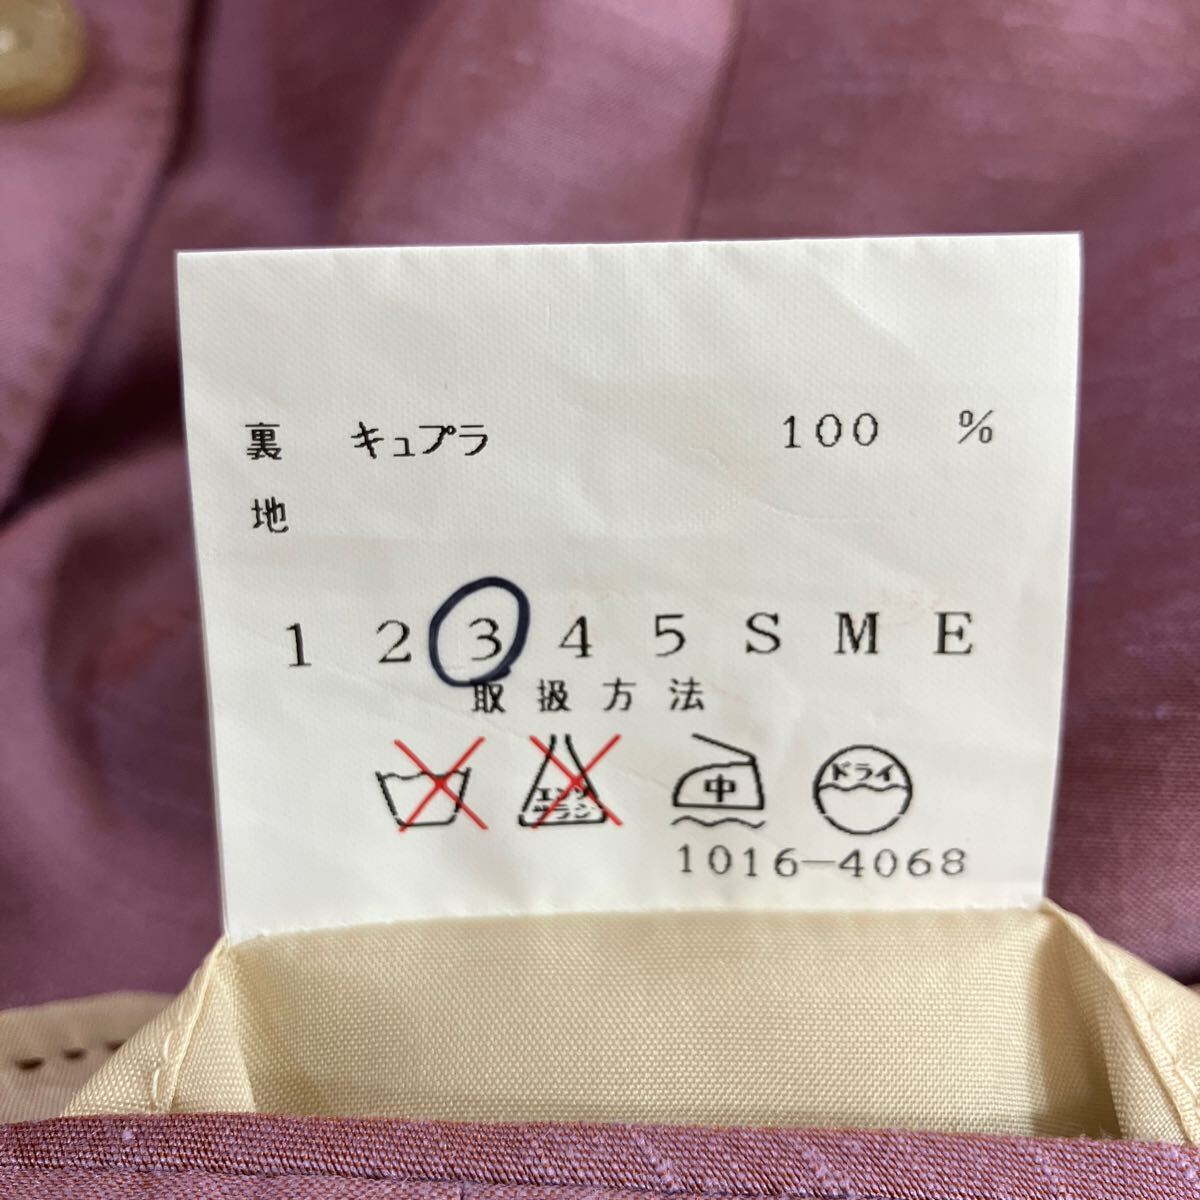 裏 キュプラ 100 %
地
1 2 3 4 5 S M E
取扱方法
エンソ 中 ドライ
サラシ
1016-4068